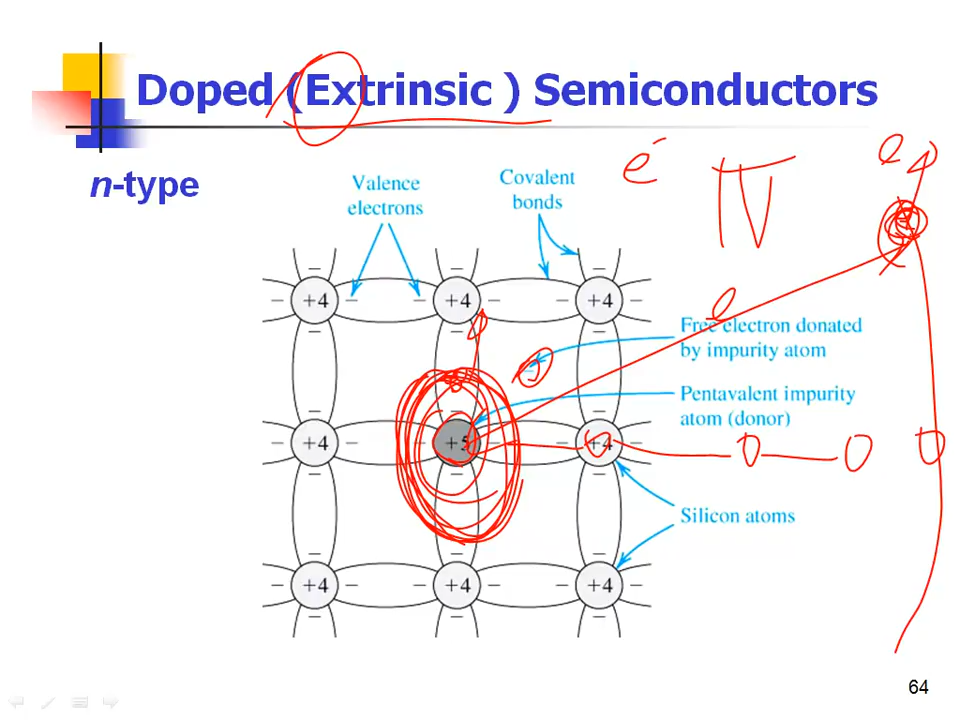 Doped (Extrinsic ) Semiconductors
n-type
Valence
electrons
Covalent
bonds
e⁻
IV
e
+4 +4 +4
e
Free electron donated
by impurity atom
Pentavalent impurity
atom (donor)
+4 +5 +4
Silicon atoms
+4 +4 +4
64